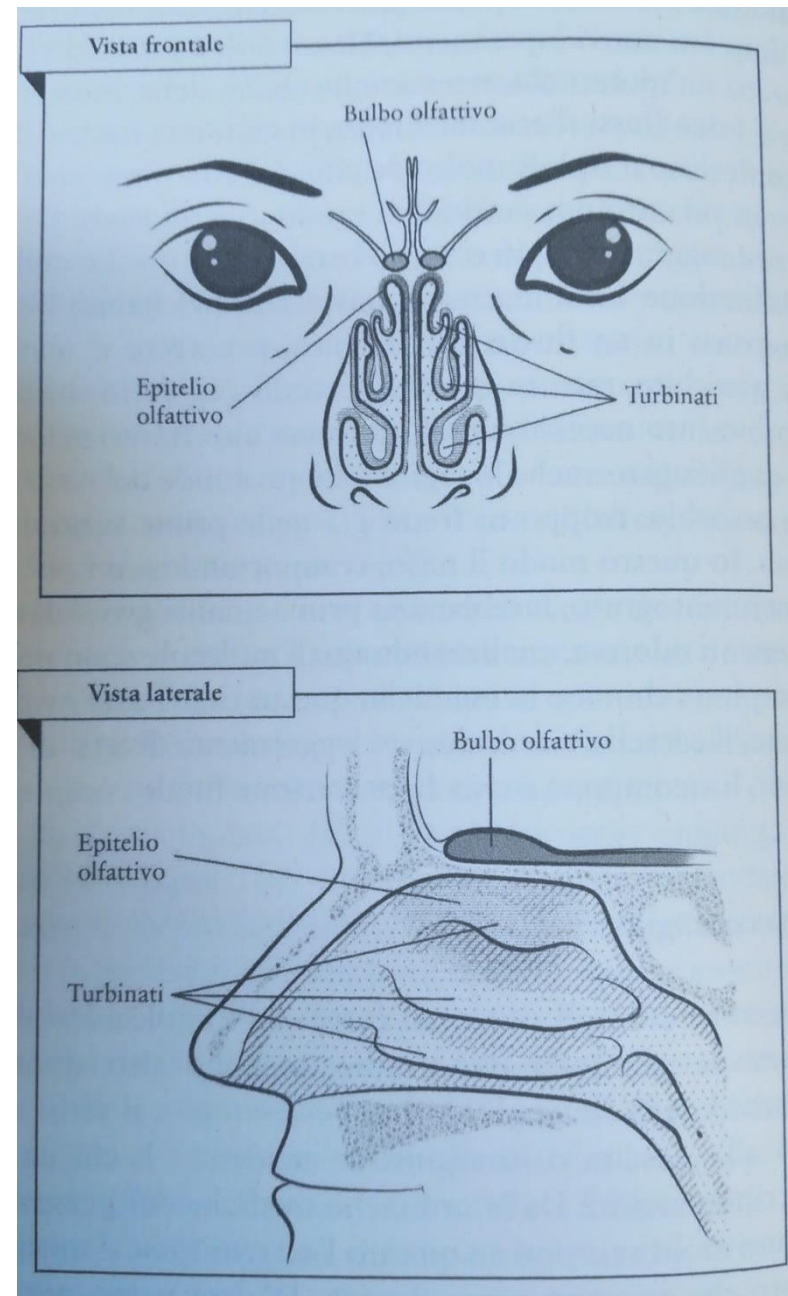 Vista frontale
Bulbo olfattivo
Epitelio
olfattivo
Turbinati
Vista laterale
Bulbo olfattivo
Epitelio
olfattivo
Turbinati